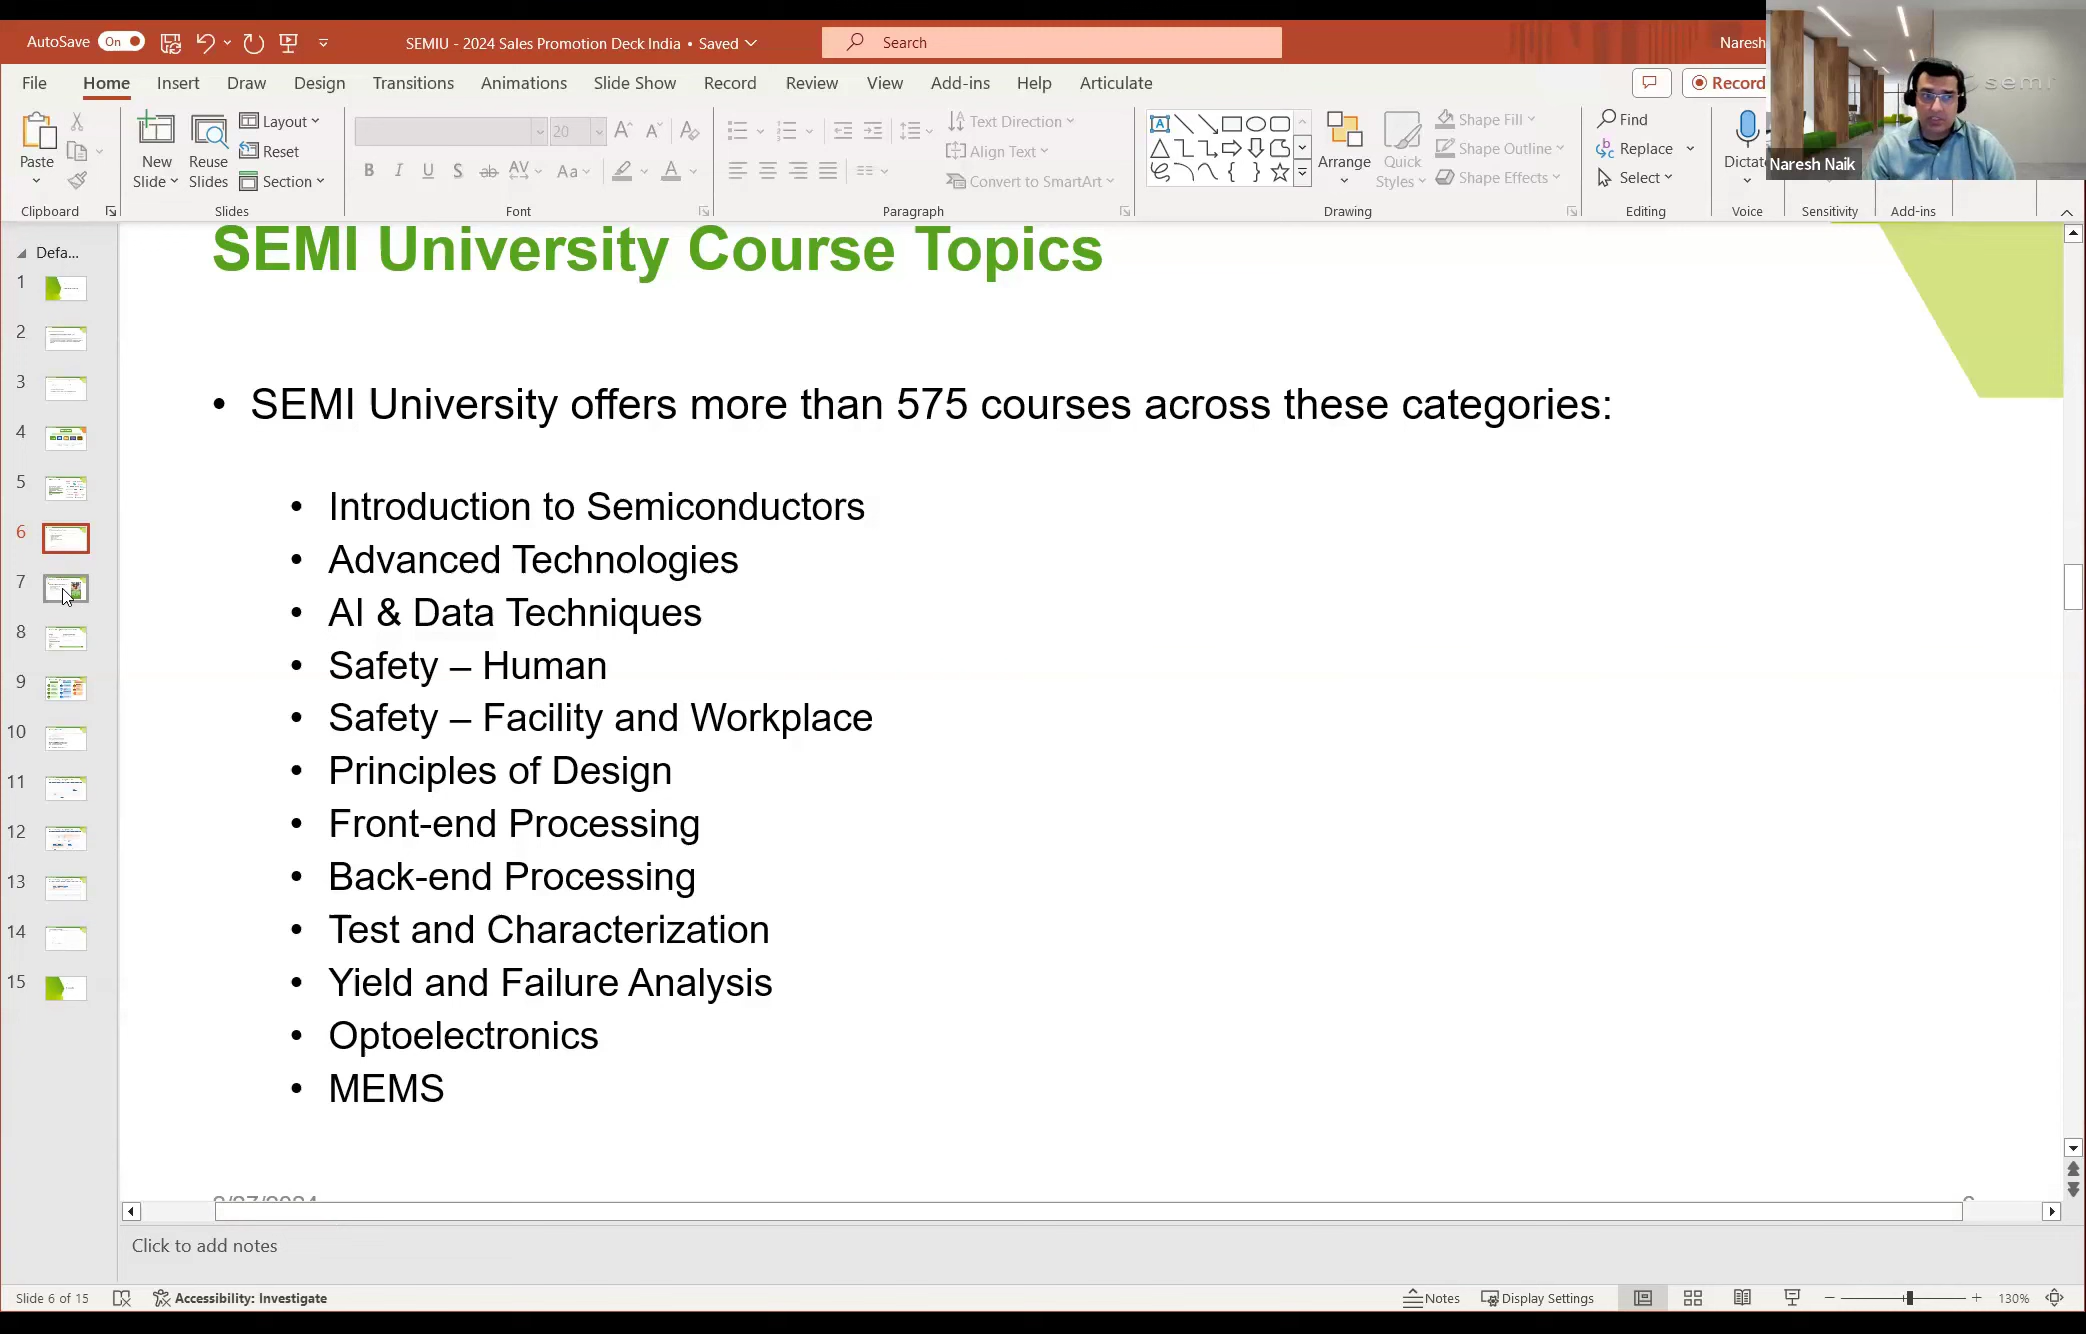 AutoSave On
SEMIU - 2024 Sales Promotion Deck India • Saved
Search
Naresh
semi
Naresh Naik
File Home Insert Draw Design Transitions Animations Slide Show Record Review View Add-ins Help Articulate
Record
Paste
New Slide
Reuse Slides
Layout
Reset
Section
20
B I U S ab AV Aa A
Text Direction
Align Text
Convert to SmartArt
Arrange
Quick Styles
Shape Fill
Shape Outline
Shape Effects
Find
Replace
Select
Clipboard Slides Font Paragraph Drawing Editing Voice Sensitivity Add-ins
Defa...
1
2
3
4
5
6
7
8
9
10
11
12
13
14
15
SEMI University Course Topics
• SEMI University offers more than 575 courses across these categories:
• Introduction to Semiconductors
• Advanced Technologies
• AI & Data Techniques
• Safety – Human
• Safety – Facility and Workplace
• Principles of Design
• Front-end Processing
• Back-end Processing
• Test and Characterization
• Yield and Failure Analysis
• Optoelectronics
• MEMS
Click to add notes
Slide 6 of 15
Accessibility: Investigate
Notes
Display Settings
130%